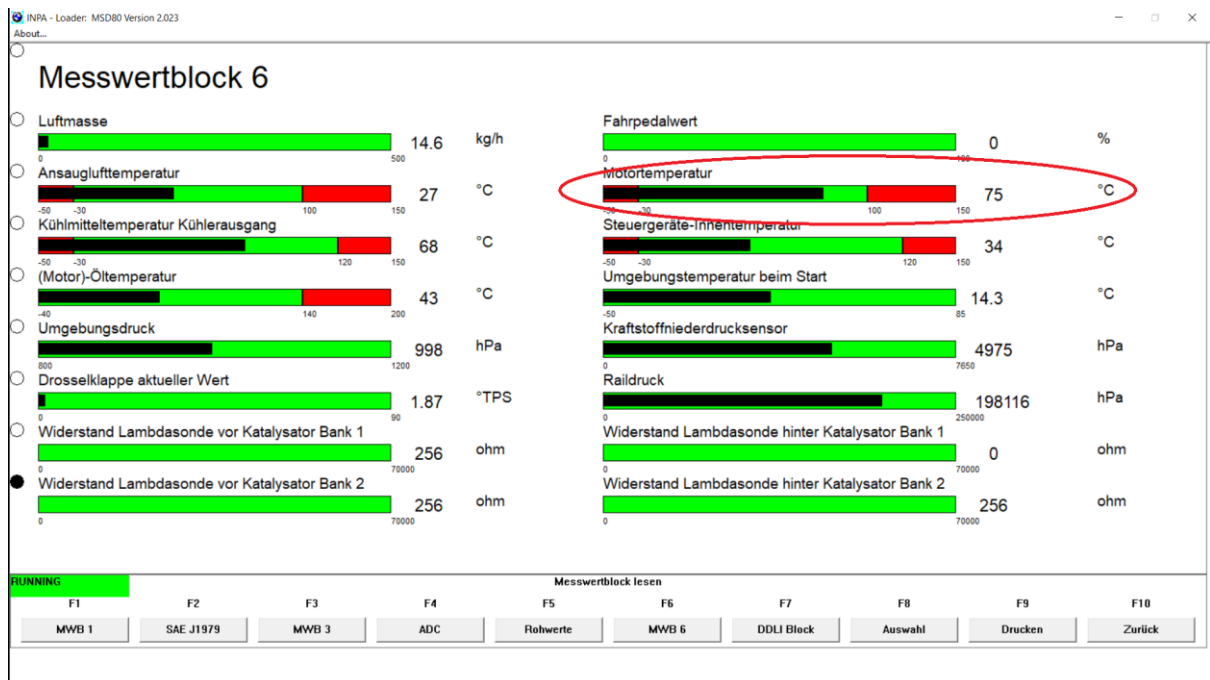 INPA - Loader: MSD80 Version 2.023
About...
Messwertblock 6
Luftmasse
14.6 kg/h
0 500
Fahrpedalwert
0 %
0
Ansauglufttemperatur
27 °C
-50 -30 100 150
Motortemperatur
75 °C
-50 -30 100 150
Kühlmitteltemperatur Kühlerausgang
68 °C
-50 -30 120 150
Steuergeräte-Innentemperatur
34 °C
-50 -30 120 150
(Motor)-Öltemperatur
43 °C
-40 140 200
Umgebungstemperatur beim Start
14.3 °C
-50 85
Umgebungsdruck
998 hPa
800 1200
Kraftstoffniederdrucksensor
4975 hPa
0 7650
Drosselklappe aktueller Wert
1.87 °TPS
0 90
Raildruck
198116 hPa
0 250000
Widerstand Lambdasonde vor Katalysator Bank 1
256 ohm
0 70000
Widerstand Lambdasonde hinter Katalysator Bank 1
0 ohm
0 70000
Widerstand Lambdasonde vor Katalysator Bank 2
256 ohm
0 70000
Widerstand Lambdasonde hinter Katalysator Bank 2
256 ohm
0 70000
RUNNING Messwertblock lesen
F1 F2 F3 F4 F5 F6 F7 F8 F9 F10
MWB 1 SAE J1979 MWB 3 ADC Rohwerte MWB 6 DDLI Block Auswahl Drucken Zurück